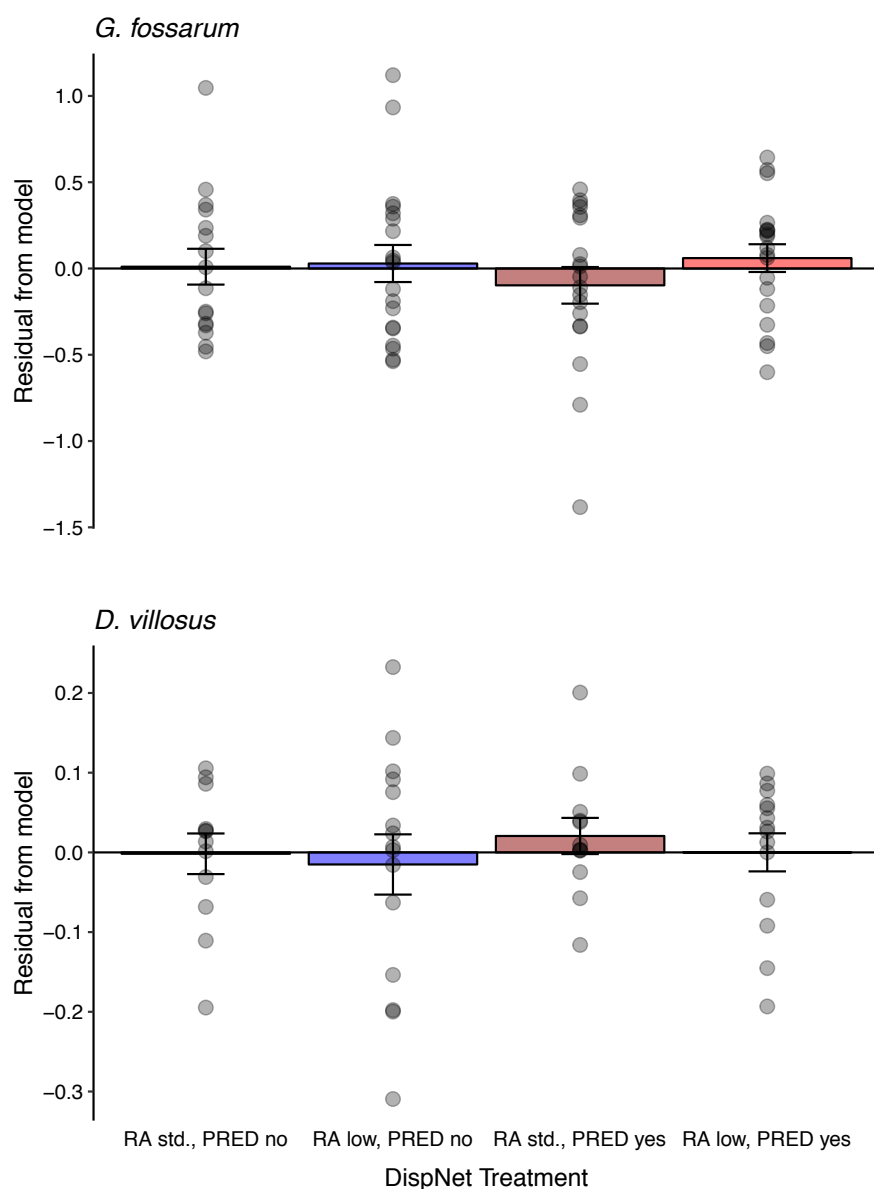 G. fossarum
1.0
0.5
0.0
−0.5
−1.0
−1.5
Residual from model
D. villosus
0.2
0.1
0.0
−0.1
−0.2
−0.3
Residual from model
RA std., PRED no RA low, PRED no RA std., PRED yes RA low, PRED yes
DispNet Treatment